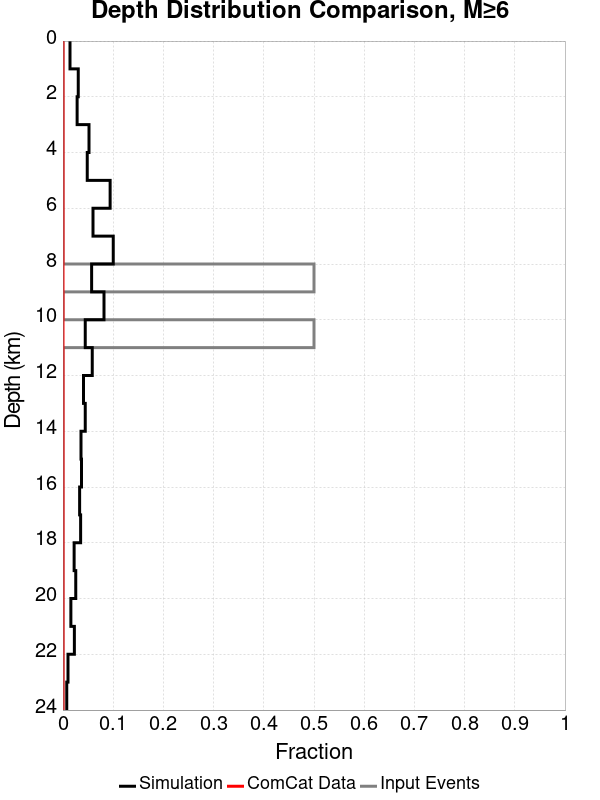 Depth Distribution Comparison, M≥6
0
2
4
6
8
10
12
14
16
18
20
22
24
Depth (km)
0 0.1 0.2 0.3 0.4 0.5 0.6 0.7 0.8 0.9 1
Fraction
Simulation ComCat Data Input Events